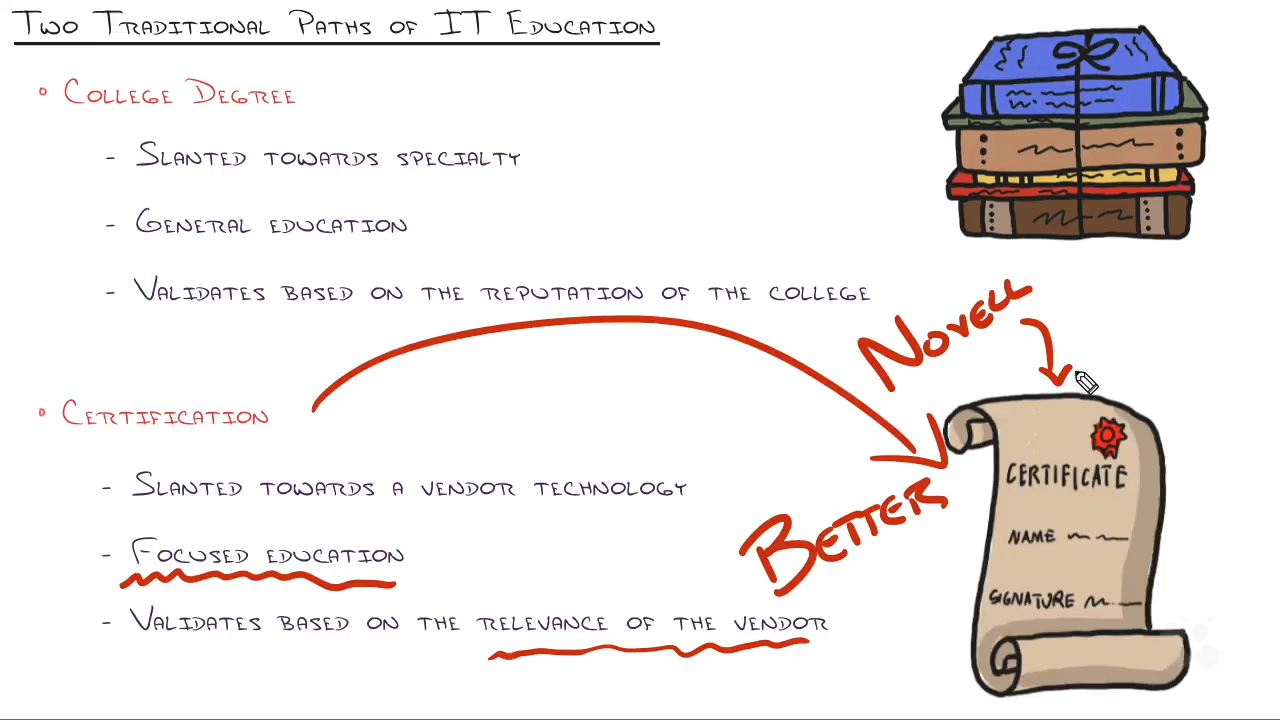 Two Traditional Paths of IT Education
College Degree
- Slanted towards specialty
- General education
- Validates based on the reputation of the college
Novell
Certification
- Slanted towards a vendor technology
- Focused education
- Validates based on the relevance of the vendor
Better
CERTIFICATE
NAME
SIGNATURE